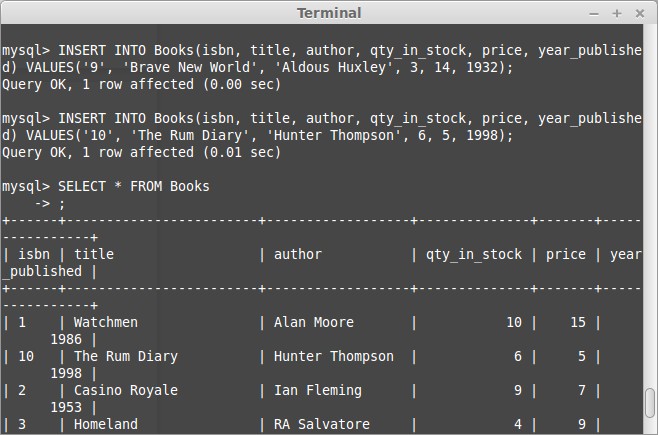 Terminal
mysql> INSERT INTO Books(isbn, title, author, qty_in_stock, price, year_publishe
d) VALUES('9', 'Brave New World', 'Aldous Huxley', 3, 14, 1932);
Query OK, 1 row affected (0.00 sec)
mysql> INSERT INTO Books(isbn, title, author, qty_in_stock, price, year_publishe
d) VALUES('10', 'The Rum Diary', 'Hunter Thompson', 6, 5, 1998);
Query OK, 1 row affected (0.01 sec)
mysql> SELECT * FROM Books
    -> ;
+------+------------------------+------------------+--------------+-------+-----
-----------+
| isbn | title                  | author           | qty_in_stock | price | year
_published |
+------+------------------------+------------------+--------------+-------+-----
-----------+
| 1    | Watchmen               | Alan Moore       |           10 |    15 |
      1986 |
| 10   | The Rum Diary          | Hunter Thompson  |            6 |     5 |
      1998 |
| 2    | Casino Royale          | Ian Fleming      |            9 |     7 |
      1953 |
| 3    | Homeland               | RA Salvatore     |            4 |     9 |